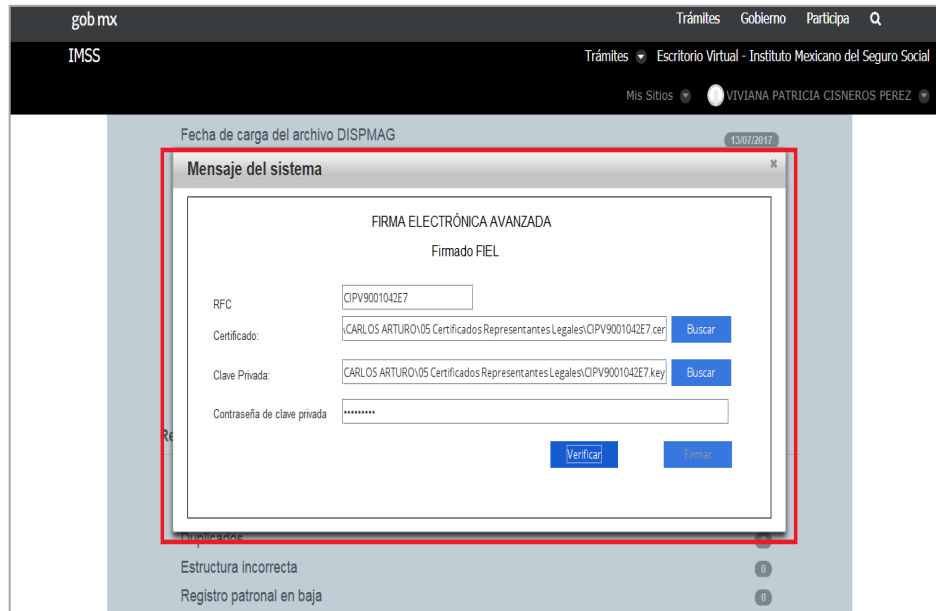 gob mx
Trámites Gobierno Participa
IMSS
Trámites Escritorio Virtual - Instituto Mexicano del Seguro Social
Mis Sitios VIVIANA PATRICIA CISNEROS PEREZ
Fecha de carga del archivo DISPMAG 13/07/2017
Mensaje del sistema ×
FIRMA ELECTRÓNICA AVANZADA
Firmado FIEL
RFC CIPV9001042E7
Certificado: \CARLOS ARTURO\05 Certificados Representantes Legales\CIPV9001042E7.cer Buscar
Clave Privada: CARLOS ARTURO\05 Certificados Representantes Legales\CIPV9001042E7.key Buscar
Contraseña de clave privada •••••••••
Verificar Firmar
Duplicados 0
Estructura incorrecta 0
Registro patronal en baja 0